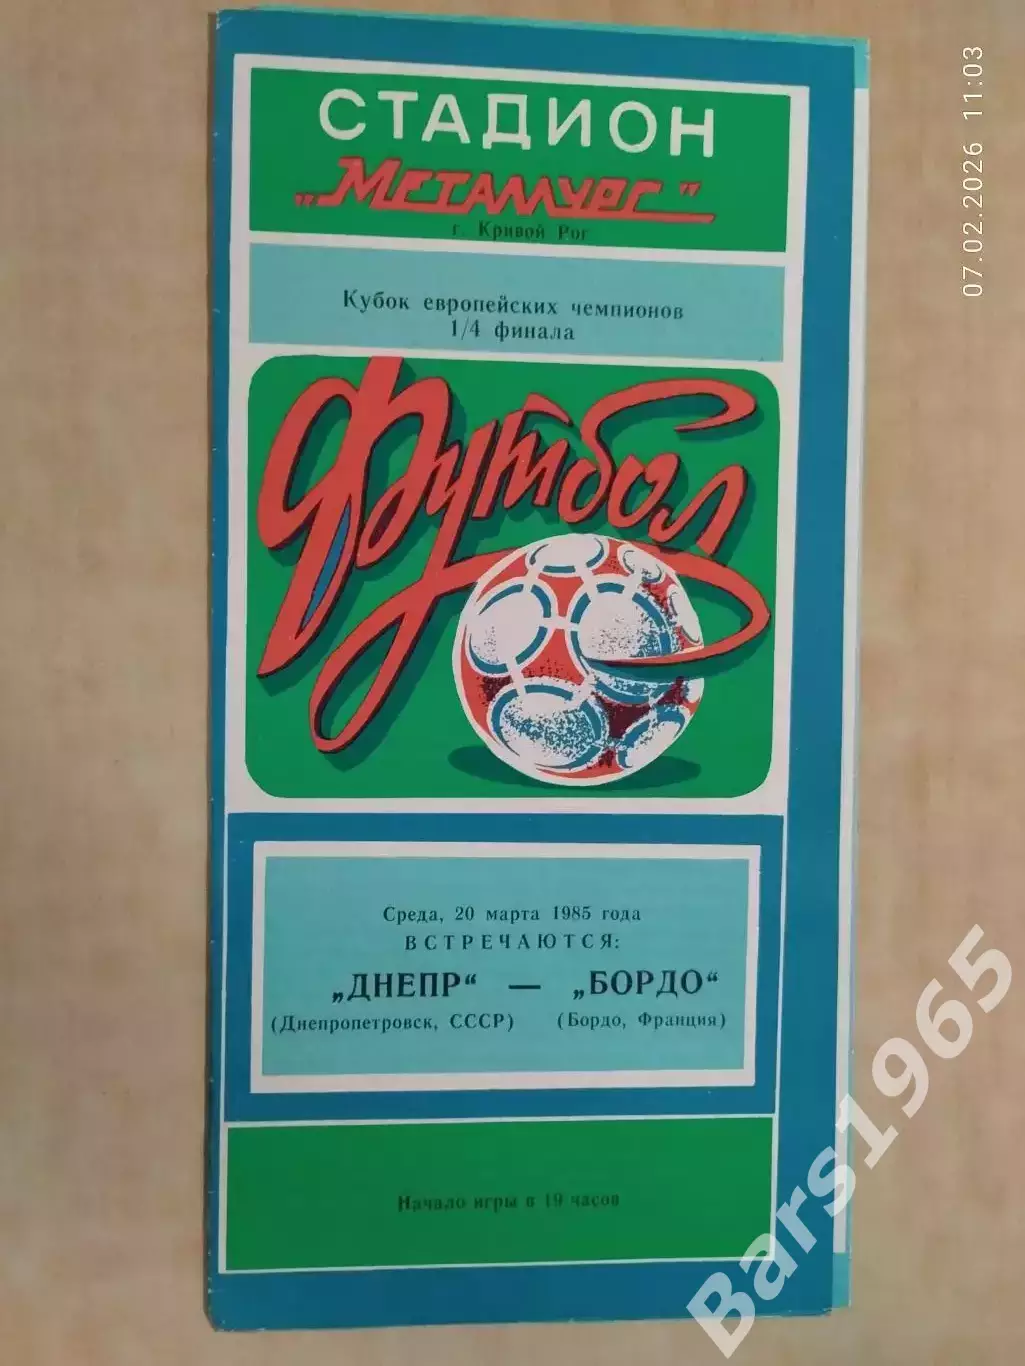 СТАДИОН
„Металлург"
г. Кривой Рог
Кубок европейских чемпионов
1/4 финала
Футбол
Среда, 20 марта 1985 года
ВСТРЕЧАЮТСЯ:
„ДНЕПР“ — „БОРДО“
(Днепропетровск, СССР) (Бордо, Франция)
Начало игры в 19 часов
07.02.2026 11:03
Bars1965